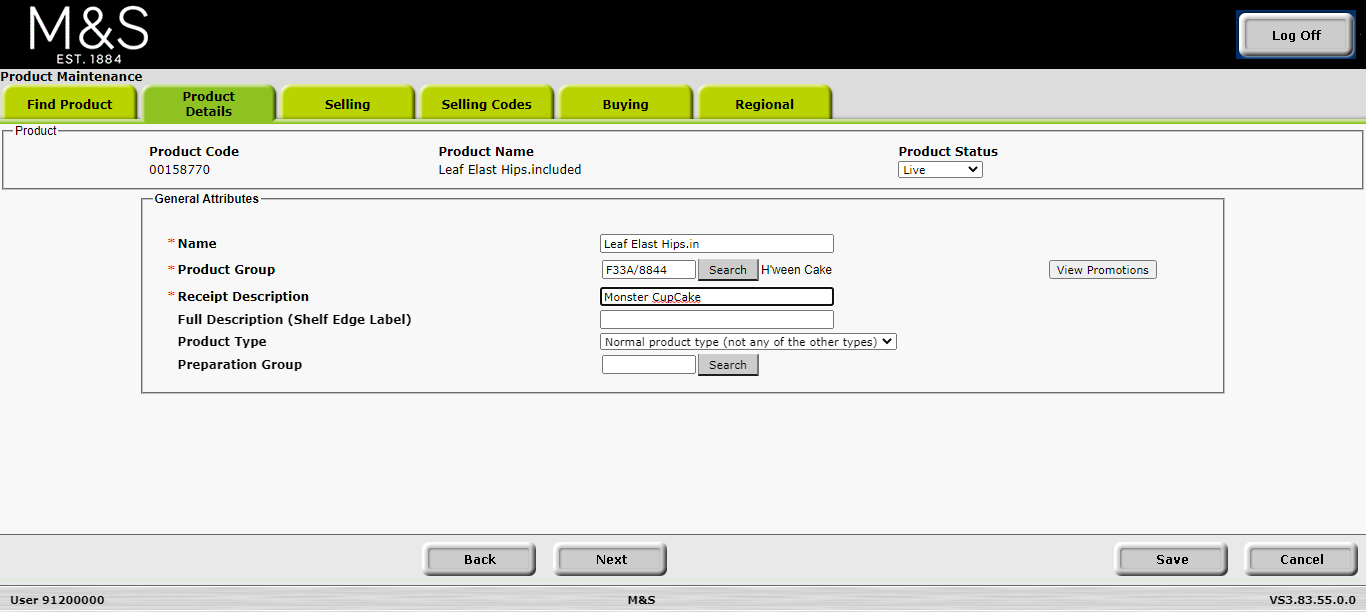 M&S
EST. 1884
Log Off
Product Maintenance
Find Product
Product Details
Selling
Selling Codes
Buying
Regional
Product
Product Code
Product Name
Product Status
00158770
Leaf Elast Hips.included
Live
General Attributes
* Name
Leaf Elast Hips.in
* Product Group
F33A/8844
Search
H'ween Cake
View Promotions
* Receipt Description
Monster CupCake
Full Description (Shelf Edge Label)
Product Type
Normal product type (not any of the other types)
Preparation Group
Search
Back
Next
Save
Cancel
User 91200000
M&S
VS3.83.55.0.0